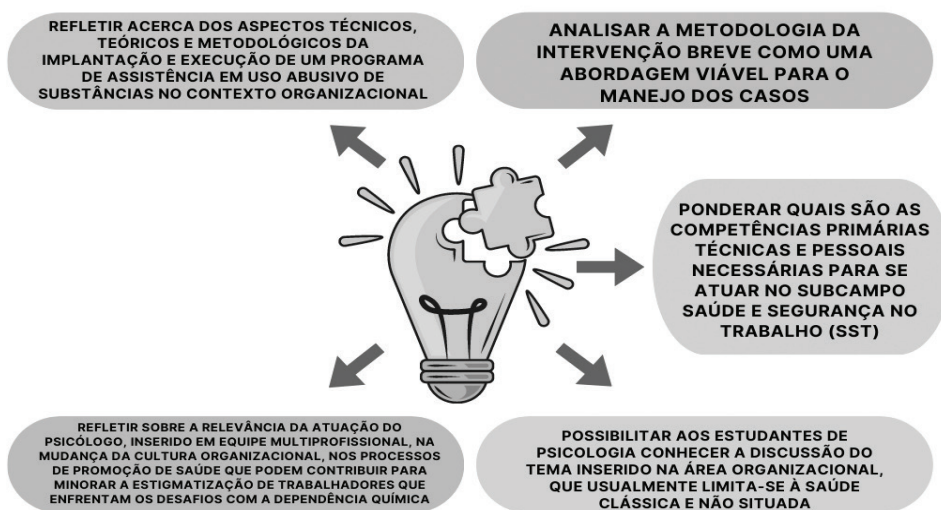 REFLETIR ACERCA DOS ASPECTOS TÉCNICOS,
TEÓRICOS E METODOLÓGICOS DA
IMPLANTAÇÃO E EXECUÇÃO DE UM PROGRAMA
DE ASSISTÊNCIA EM USO ABUSIVO DE
SUBSTÂNCIAS NO CONTEXTO ORGANIZACIONAL
ANALISAR A METODOLOGIA DA
INTERVENÇÃO BREVE COMO UMA
ABORDAGEM VIÁVEL PARA O
MANEJO DOS CASOS
PONDERAR QUAIS SÃO AS
COMPETÊNCIAS PRIMÁRIAS
TÉCNICAS E PESSOAIS
NECESSÁRIAS PARA SE
ATUAR NO SUBCAMPO
SAÚDE E SEGURANÇA NO
TRABALHO (SST)
REFLETIR SOBRE A RELEVÂNCIA DA ATUAÇÃO DO
PSICÓLOGO, INSERIDO EM EQUIPE MULTIPROFISSIONAL, NA
MUDANÇA DA CULTURA ORGANIZACIONAL, NOS PROCESSOS
DE PROMOÇÃO DE SAÚDE QUE PODEM CONTRIBUIR PARA
MINORAR A ESTIGMATIZAÇÃO DE TRABALHADORES QUE
ENFRENTAM OS DESAFIOS COM A DEPENDÊNCIA QUÍMICA
POSSIBILITAR AOS ESTUDANTES DE
PSICOLOGIA CONHECER A DISCUSSÃO DO
TEMA INSERIDO NA ÁREA ORGANIZACIONAL,
QUE USUALMENTE LIMITA-SE À SAÚDE
CLÁSSICA E NÃO SITUADA